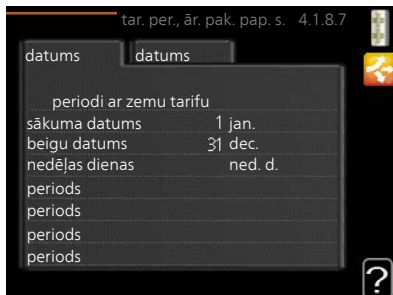 tar. per., ār. pak. pap. s. 4.1.8.7
datums datums
periodi ar zemu tarifu
sākuma datums 1 jan.
beigu datums 31 dec.
nedēļas dienas ned. d.
periods
periods
periods
periods
?